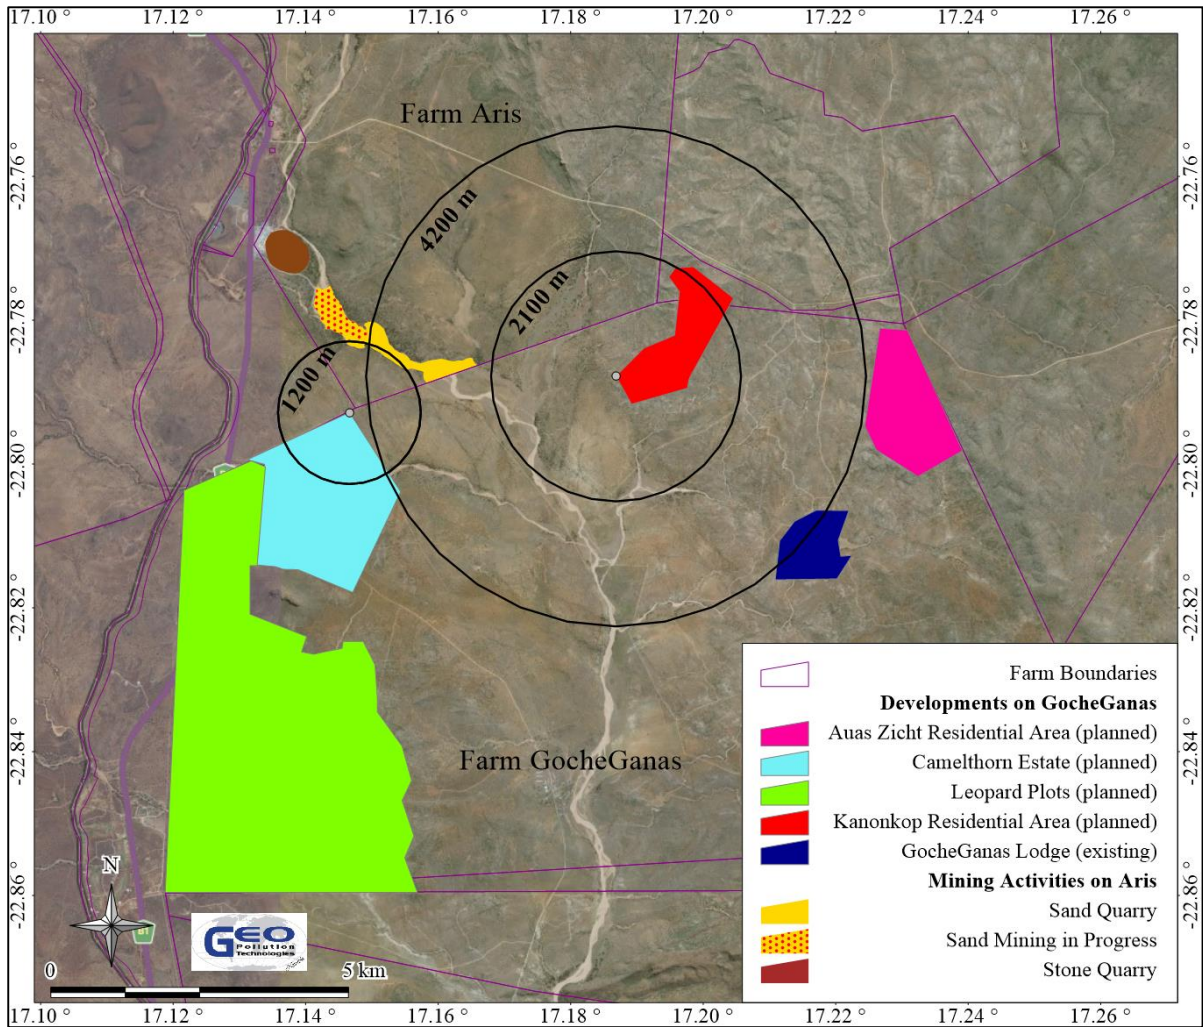 17.10 ° 17.12 ° 17.14 ° 17.16 ° 17.18 ° 17.20 ° 17.22 ° 17.24 ° 17.26 °
Farm Aris
-22.76 ° -22.76 °
4200 m
2100 m
-22.78 ° -22.78 °
1200 m
-22.80 ° -22.80 °
-22.82 ° -22.82 °
Farm GocheGanas
-22.84 ° -22.84 °
-22.86 ° -22.86 °
Farm Boundaries
Developments on GocheGanas
Auas Zicht Residential Area (planned)
Camelthorn Estate (planned)
Leopard Plots (planned)
Kanonkop Residential Area (planned)
GocheGanas Lodge (existing)
Mining Activities on Aris
Sand Quarry
Sand Mining in Progress
Stone Quarry
N
B1
GEO
Pollution
Technologies
0 5 km
17.10 ° 17.12 ° 17.14 ° 17.16 ° 17.18 ° 17.20 ° 17.22 ° 17.24 ° 17.26 °